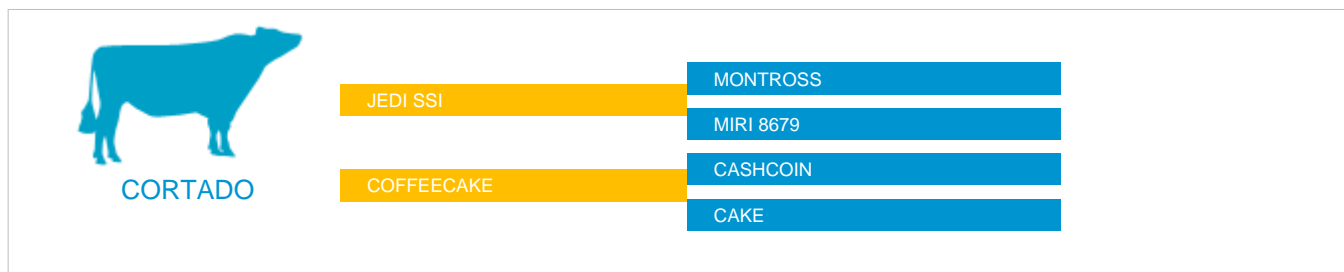 CORTADO
JEDI SSI
COFFEECAKE
MONTROSS
MIRI 8679
CASHCOIN
CAKE